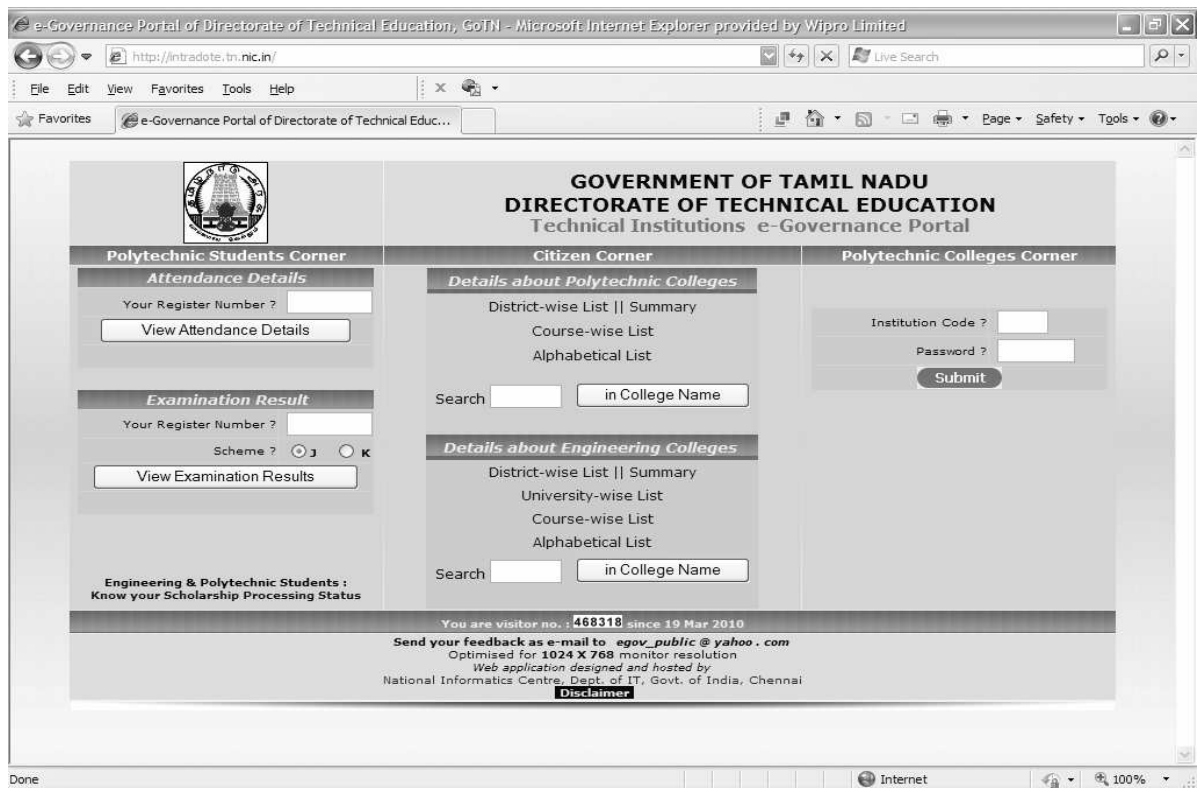 e-Governance Portal of Directorate of Technical Education, GoTN - Microsoft Internet Explorer provided by Wipro Limited
http://intradote.tn.nic.in/
Live Search
File Edit View Favorites Tools Help
Favorites
e-Governance Portal of Directorate of Technical Educ...
Page Safety Tools
GOVERNMENT OF TAMIL NADU
DIRECTORATE OF TECHNICAL EDUCATION
Technical Institutions e-Governance Portal
Polytechnic Students Corner
Attendance Details
Your Register Number ?
View Attendance Details
Examination Result
Your Register Number ?
Scheme ? J K
View Examination Results
Engineering & Polytechnic Students :
Know your Scholarship Processing Status
Citizen Corner
Details about Polytechnic Colleges
District-wise List || Summary
Course-wise List
Alphabetical List
Search in College Name
Details about Engineering Colleges
District-wise List || Summary
University-wise List
Course-wise List
Alphabetical List
Search in College Name
Polytechnic Colleges Corner
Institution Code ?
Password ?
Submit
You are visitor no. : 468318 since 19 Mar 2010
Send your feedback as e-mail to egov_public @ yahoo . com
Optimised for 1024 X 768 monitor resolution
Web application designed and hosted by
National Informatics Centre, Dept. of IT, Govt. of India, Chennai
Disclaimer
Done
Internet
100%